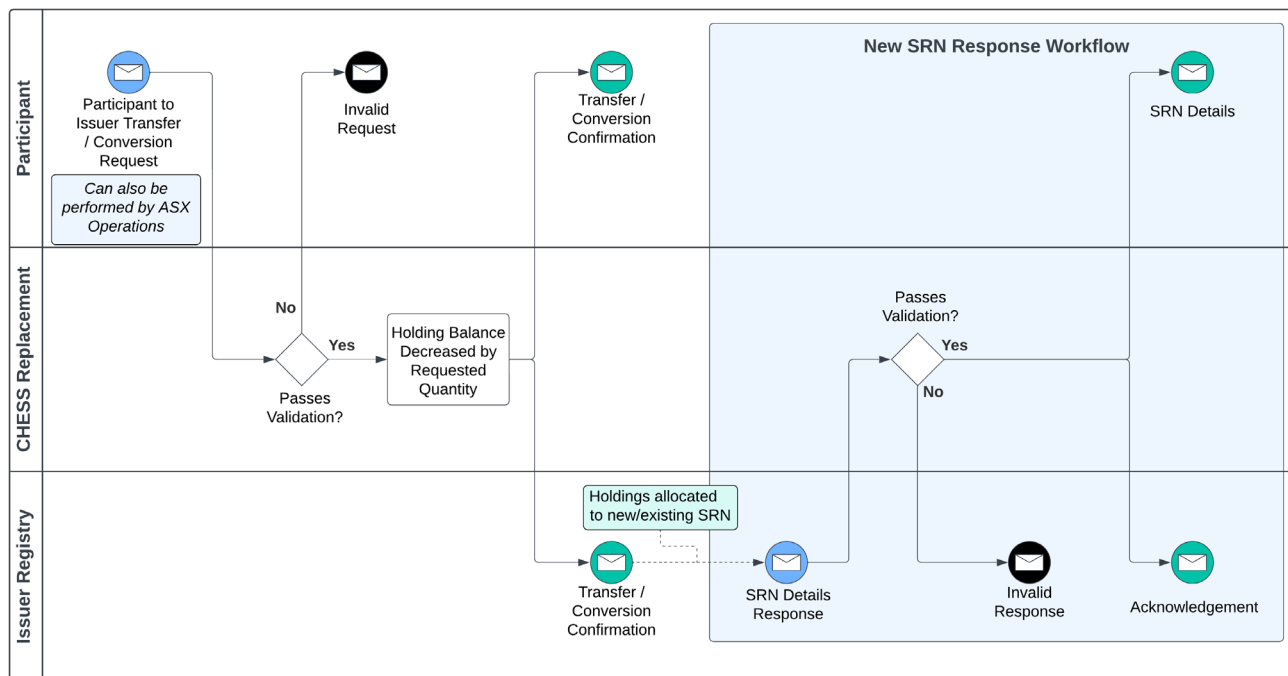 New SRN Response Workflow
Participant
Participant to
Issuer Transfer
/ Conversion
Request
Can also be
performed by ASX
Operations
Invalid
Request
Transfer /
Conversion
Confirmation
SRN Details
CHESS Replacement
No
Yes
Passes
Validation?
Holding Balance
Decreased by
Requested
Quantity
Passes
Validation?
Yes
No
Issuer Registry
Holdings allocated
to new/existing SRN
Transfer /
Conversion
Confirmation
SRN Details
Response
Invalid
Response
Acknowledgement